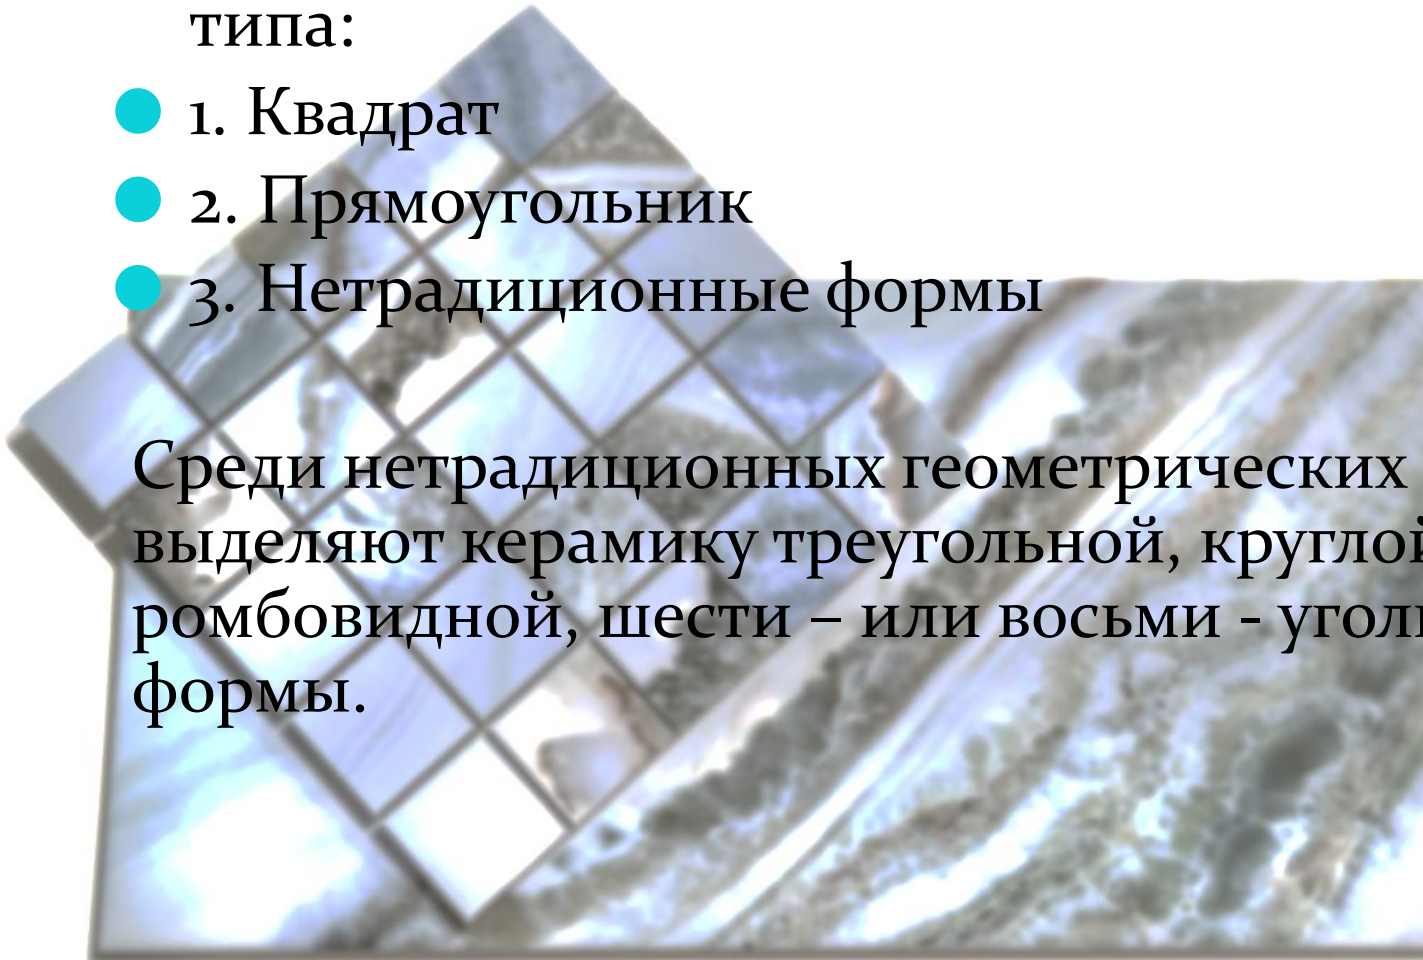 типа:
1. Квадрат
2. Прямоугольник
3. Нетрадиционные формы
Среди нетрадиционных геометрических
выделяют керамику треугольной, круглой
ромбовидной, шести – или восьми -
формы.